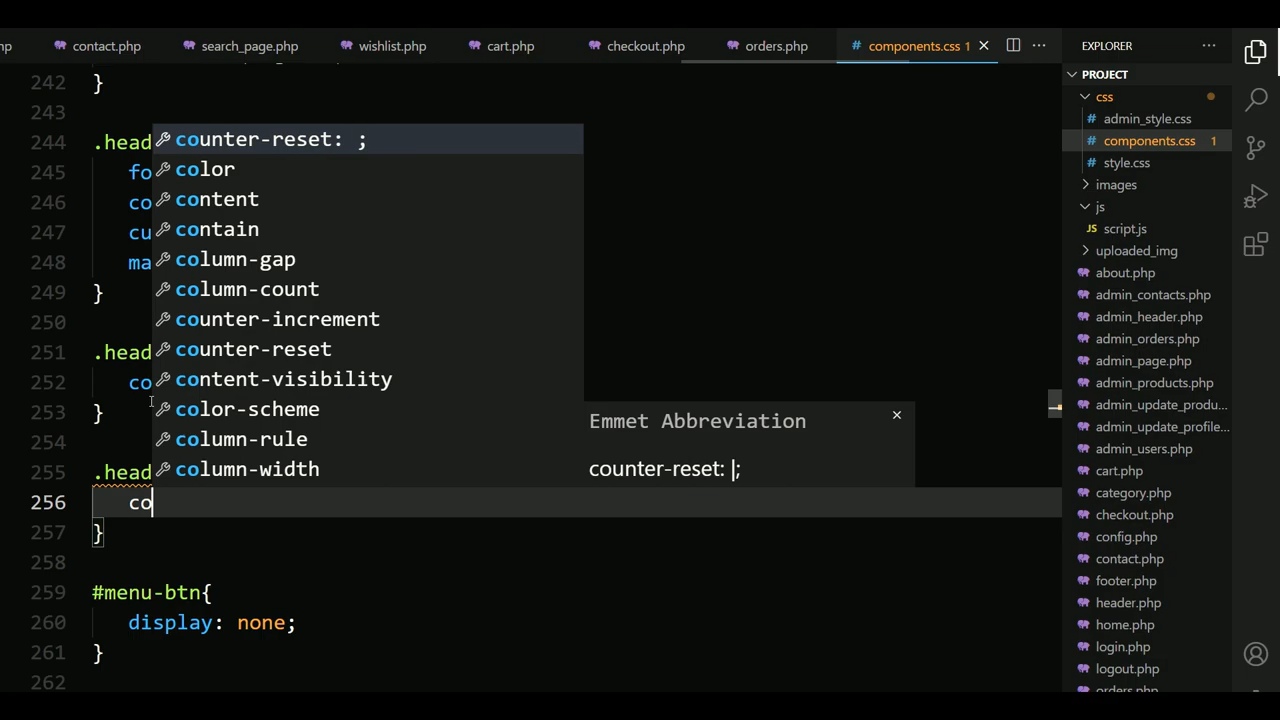 hp
contact.php
search_page.php
wishlist.php
cart.php
checkout.php
orders.php
# components.css 1
EXPLORER
PROJECT
css
# admin_style.css
# components.css 1
# style.css
images
js
JS script.js
uploaded_img
about.php
admin_contacts.php
admin_header.php
admin_orders.php
admin_page.php
admin_products.php
admin_update_produ...
admin_update_profile...
admin_users.php
cart.php
category.php
checkout.php
config.php
contact.php
footer.php
header.php
home.php
login.php
logout.php
orders.php
242 }
243
244 .head
245 fo
246 co
247 cu
248 ma
249 }
250
251 .head
252 co
253 }
254
255 .head
256 co
257 }
258
259 #menu-btn{
260 display: none;
261 }
262
counter-reset: ;
color
content
contain
column-gap
column-count
counter-increment
counter-reset
content-visibility
color-scheme
column-rule
column-width
Emmet Abbreviation
counter-reset: |;